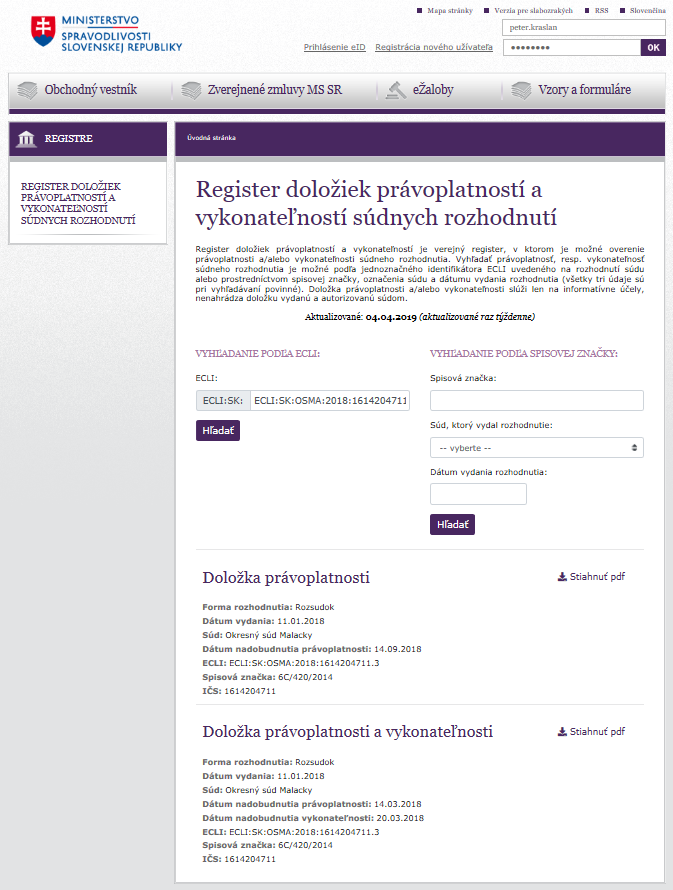 Mapa stránky
Verzia pre slabozrakých
RSS
Slovenčina
MINISTERSTVO
SPRAVODLIVOSTI
SLOVENSKEJ REPUBLIKY
peter.kraslan
Prihlásenie eID
Registrácia nového užívateľa
••••••••
OK
Obchodný vestník
Zverejnené zmluvy MS SR
eŽaloby
Vzory a formuláre
REGISTRE
REGISTER DOLOŽIEK
PRÁVOPLATNOSTÍ A
VYKONATEĽNOSTÍ
SÚDNYCH ROZHODNUTÍ
Úvodná stránka
Register doložiek právoplatností a
vykonateľností súdnych rozhodnutí
Register doložiek právoplatností a vykonateľností je verejný register, v ktorom je možné overenie
právoplatnosti a/alebo vykonateľnosti súdneho rozhodnutia. Vyhľadať právoplatnosť, resp. vykonateľnosť
súdneho rozhodnutia je možné podľa jednoznačného identifikátora ECLI uvedeného na rozhodnutí súdu
alebo prostredníctvom spisovej značky, označenia súdu a dátumu vydania rozhodnutia (všetky tri údaje sú
pri vyhľadávaní povinné). Doložka právoplatnosti a/alebo vykonateľnosti slúži len na informatívne účely,
nenahrádza doložku vydanú a autorizovanú súdom.
Aktualizované: 04.04.2019 (aktualizované raz týždenne)
VYHĽADANIE PODĽA ECLI:
ECLI:
ECLI:SK:
ECLI:SK:OSMA:2018:1614204711
Hľadať
VYHĽADANIE PODĽA SPISOVEJ ZNAČKY:
Spisová značka:
Súd, ktorý vydal rozhodnutie:
-- vyberte --
Dátum vydania rozhodnutia:
Hľadať
Doložka právoplatnosti
Stiahnuť pdf
Forma rozhodnutia: Rozsudok
Dátum vydania: 11.01.2018
Súd: Okresný súd Malacky
Dátum nadobudnutia právoplatnosti: 14.09.2018
ECLI: ECLI:SK:OSMA:2018:1614204711.3
Spisová značka: 6C/420/2014
IČS: 1614204711
Doložka právoplatnosti a vykonateľnosti
Stiahnuť pdf
Forma rozhodnutia: Rozsudok
Dátum vydania: 11.01.2018
Súd: Okresný súd Malacky
Dátum nadobudnutia právoplatnosti: 14.03.2018
Dátum nadobudnutia vykonateľnosti: 20.03.2018
ECLI: ECLI:SK:OSMA:2018:1614204711.3
Spisová značka: 6C/420/2014
IČS: 1614204711